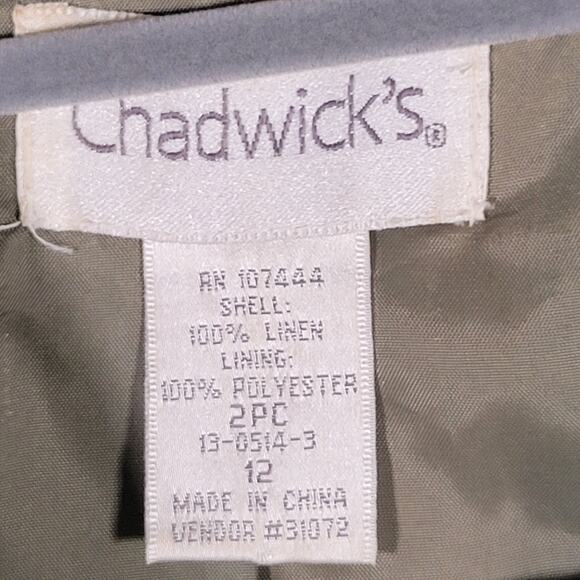 Chadwick's®
RN 107444
SHELL:
100% LINEN
LINING:
100% POLYESTER
2PC
13-0514-3
12
MADE IN CHINA
VENDOR #31072